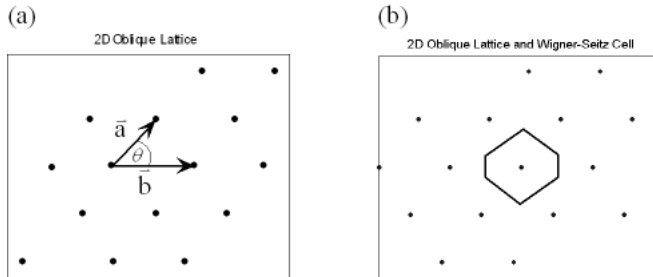 (a)
2D Oblique Lattice
a
θ
b
(b)
2D Oblique Lattice and Wigner-Seitz Cell